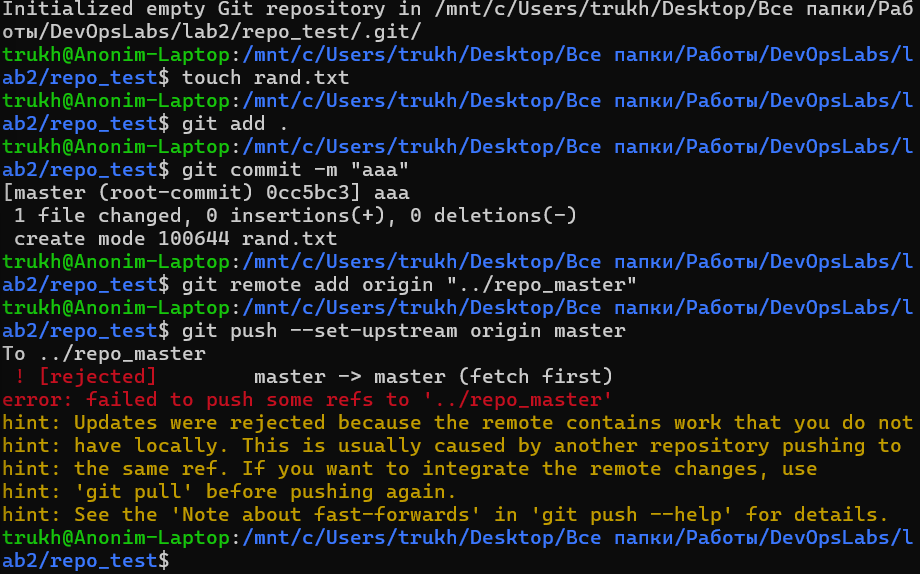 Initialized empty Git repository in /mnt/c/Users/trukh/Desktop/Все папки/Раб
оты/DevOpsLabs/lab2/repo_test/.git/
trukh@Anonim-Laptop:/mnt/c/Users/trukh/Desktop/Все папки/Работы/DevOpsLabs/l
ab2/repo_test$ touch rand.txt
trukh@Anonim-Laptop:/mnt/c/Users/trukh/Desktop/Все папки/Работы/DevOpsLabs/l
ab2/repo_test$ git add .
trukh@Anonim-Laptop:/mnt/c/Users/trukh/Desktop/Все папки/Работы/DevOpsLabs/l
ab2/repo_test$ git commit -m "aaa"
[master (root-commit) 0cc5bc3] aaa
 1 file changed, 0 insertions(+), 0 deletions(-)
 create mode 100644 rand.txt
trukh@Anonim-Laptop:/mnt/c/Users/trukh/Desktop/Все папки/Работы/DevOpsLabs/l
ab2/repo_test$ git remote add origin "../repo_master"
trukh@Anonim-Laptop:/mnt/c/Users/trukh/Desktop/Все папки/Работы/DevOpsLabs/l
ab2/repo_test$ git push --set-upstream origin master
To ../repo_master
 ! [rejected]        master -> master (fetch first)
error: failed to push some refs to '../repo_master'
hint: Updates were rejected because the remote contains work that you do not
hint: have locally. This is usually caused by another repository pushing to
hint: the same ref. If you want to integrate the remote changes, use
hint: 'git pull' before pushing again.
hint: See the 'Note about fast-forwards' in 'git push --help' for details.
trukh@Anonim-Laptop:/mnt/c/Users/trukh/Desktop/Все папки/Работы/DevOpsLabs/l
ab2/repo_test$